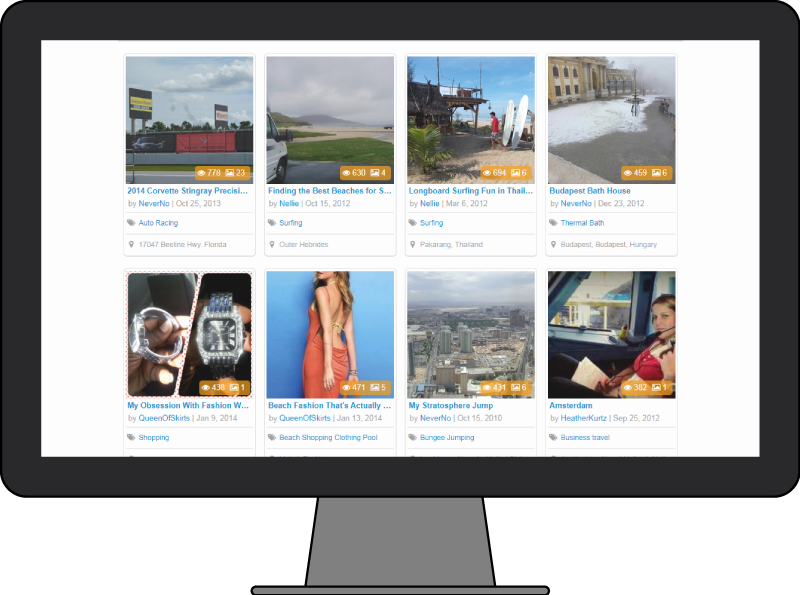 778 23
2014 Corvette Stingray Precisi...
by NeverNo | Oct 25, 2013
Auto Racing
17047 Beeline Hwy. Florida
630 4
Finding the Best Beaches for S...
by Nellie | Oct 15, 2012
Surfing
Outer Hebrides
694 6
Longboard Surfing Fun in Thail...
by Nellie | Mar 6, 2012
Surfing
Pakarang, Thailand
459 6
Budapest Bath House
by NeverNo | Dec 23, 2012
Thermal Bath
Budapest, Budapest, Hungary
438 1
My Obsession With Fashion W...
by QueenOfSkirts | Jan 9, 2014
Shopping
471 5
Beach Fashion That's Actually ...
by QueenOfSkirts | Jan 13, 2014
Beach Shopping Clothing Pool
431 6
My Stratosphere Jump
by NeverNo | Oct 15, 2010
Bungee Jumping
382 1
Amsterdam
by HeatherKurtz | Sep 25, 2012
Business travel